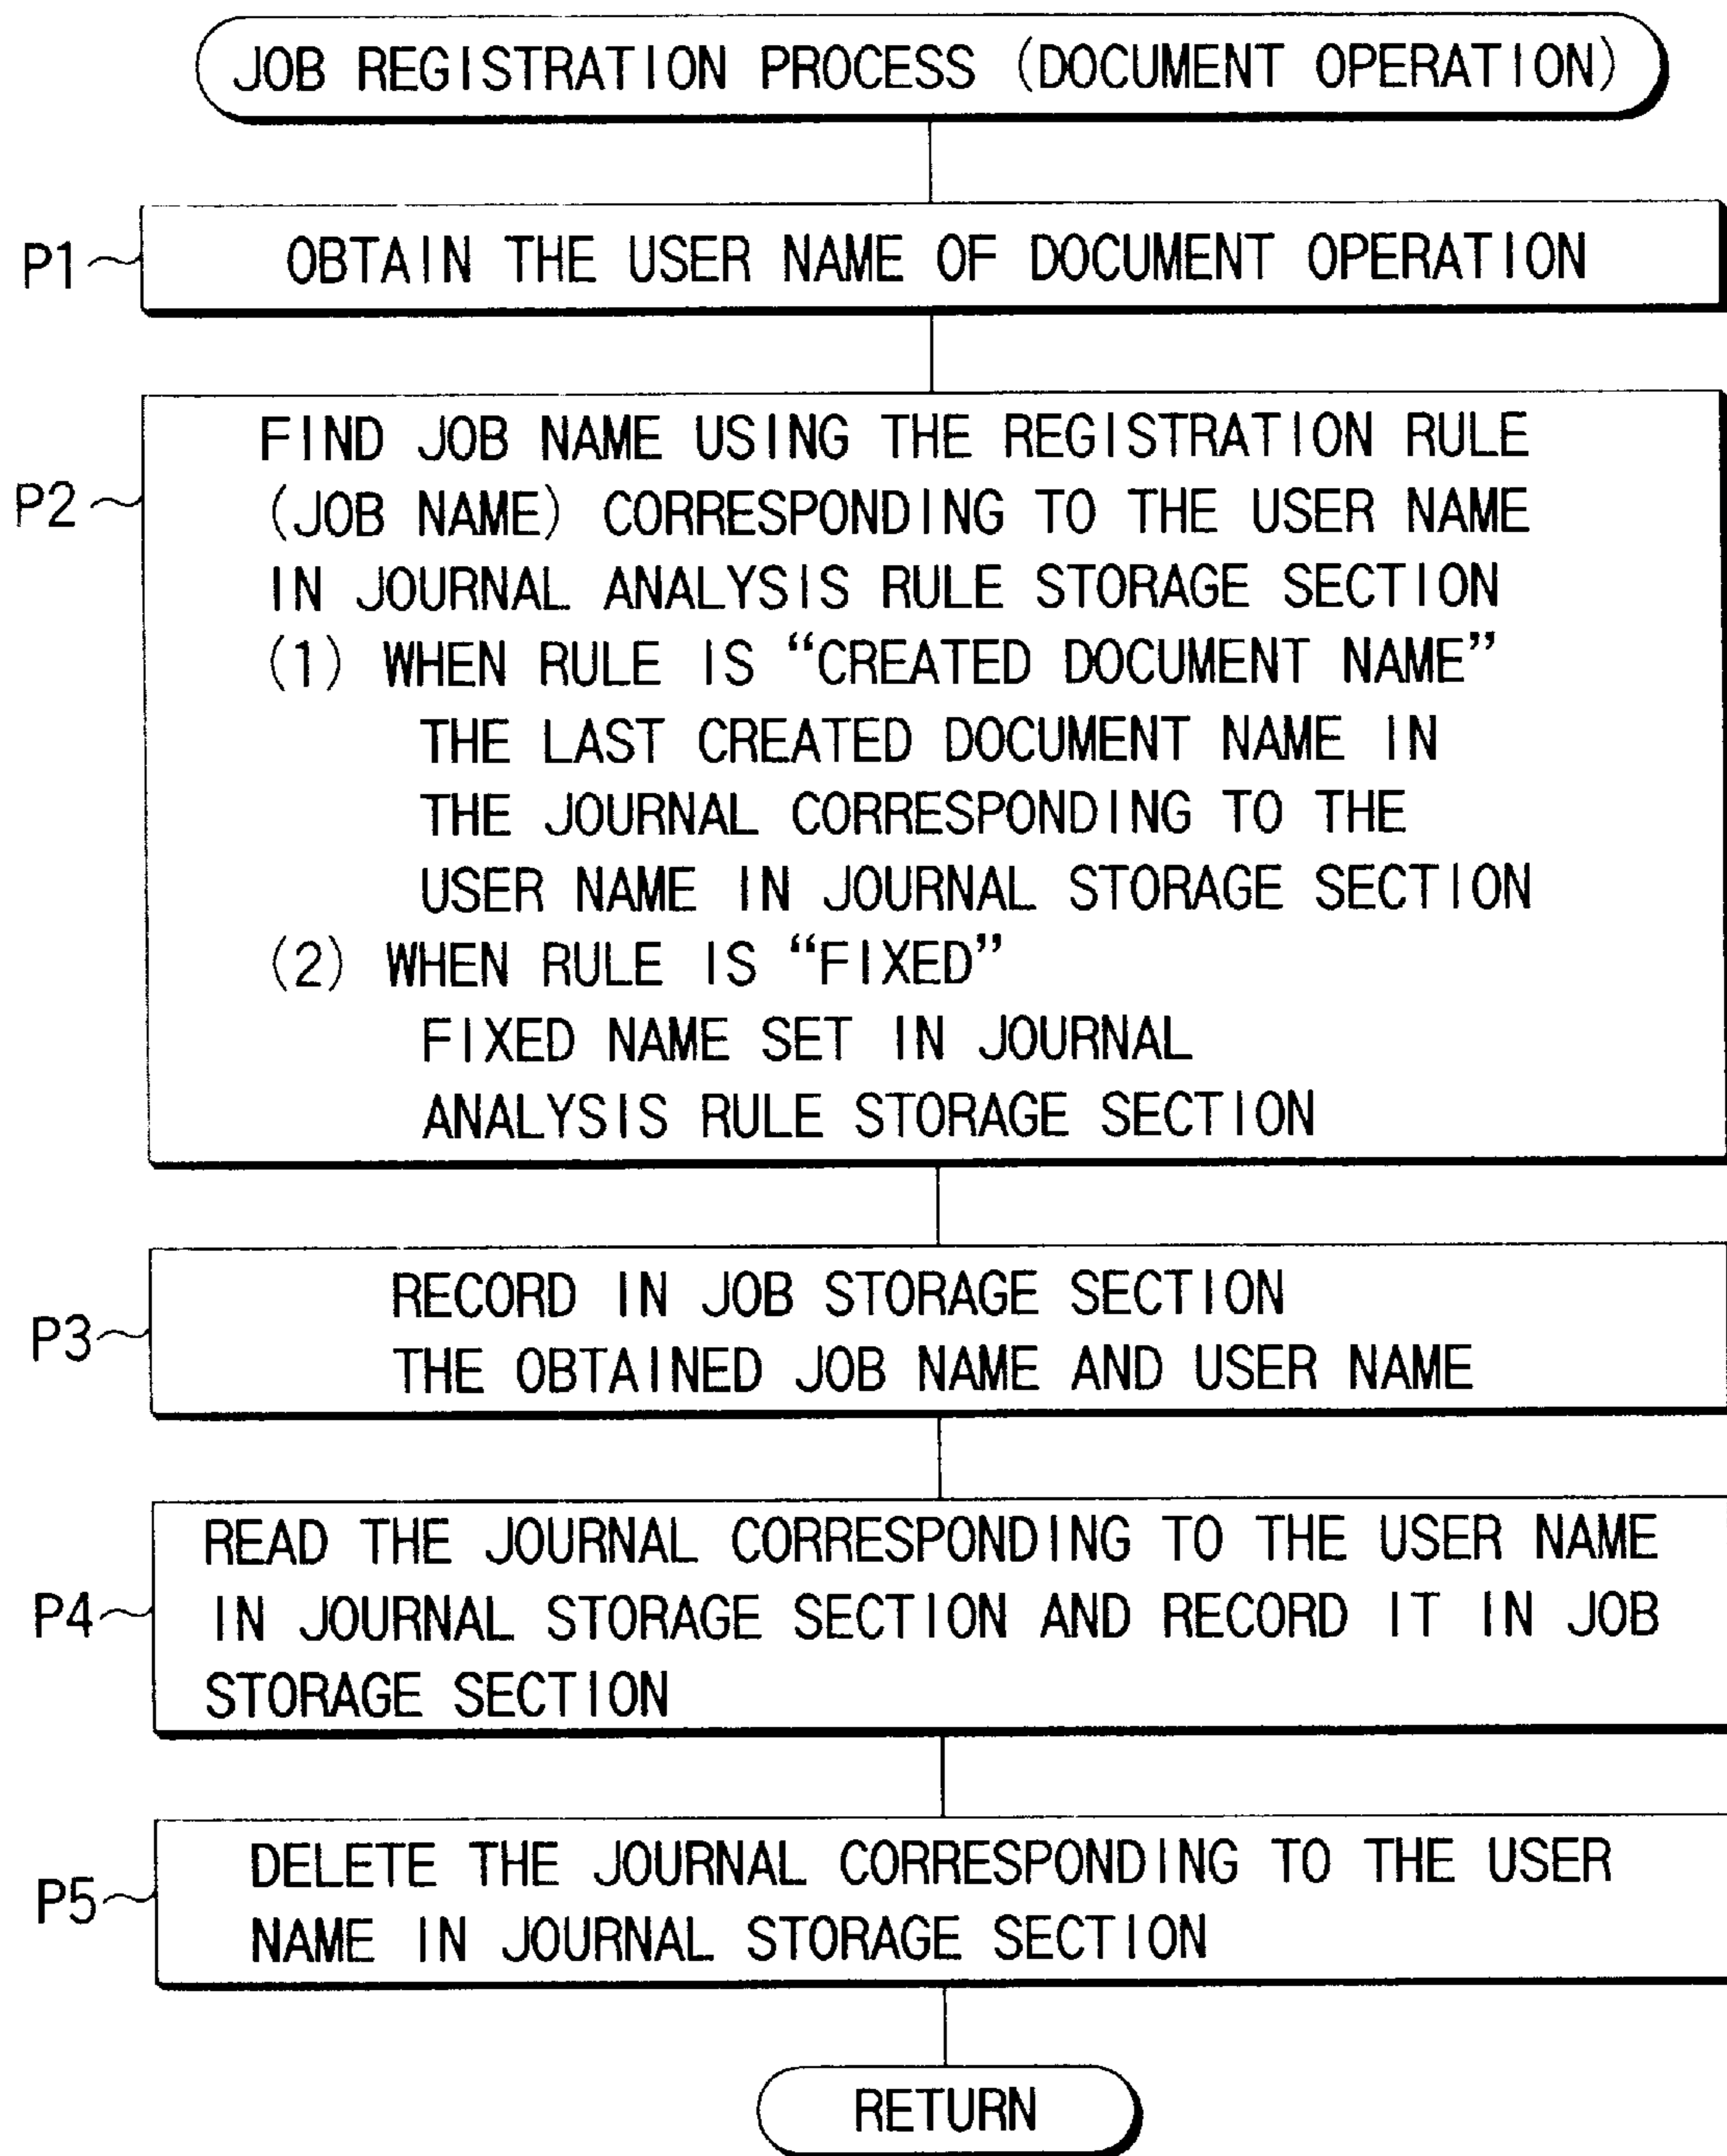 JOB REGISTRATION PROCESS (DOCUMENT OPERATION)
P1
OBTAIN THE USER NAME OF DOCUMENT OPERATION
P2
FIND JOB NAME USING THE REGISTRATION RULE
(JOB NAME) CORRESPONDING TO THE USER NAME
IN JOURNAL ANALYSIS RULE STORAGE SECTION
(1) WHEN RULE IS “CREATED DOCUMENT NAME”
THE LAST CREATED DOCUMENT NAME IN
THE JOURNAL CORRESPONDING TO THE
USER NAME IN JOURNAL STORAGE SECTION
(2) WHEN RULE IS “FIXED”
FIXED NAME SET IN JOURNAL
ANALYSIS RULE STORAGE SECTION
P3
RECORD IN JOB STORAGE SECTION
THE OBTAINED JOB NAME AND USER NAME
P4
READ THE JOURNAL CORRESPONDING TO THE USER NAME
IN JOURNAL STORAGE SECTION AND RECORD IT IN JOB
STORAGE SECTION
P5
DELETE THE JOURNAL CORRESPONDING TO THE USER
NAME IN JOURNAL STORAGE SECTION
RETURN